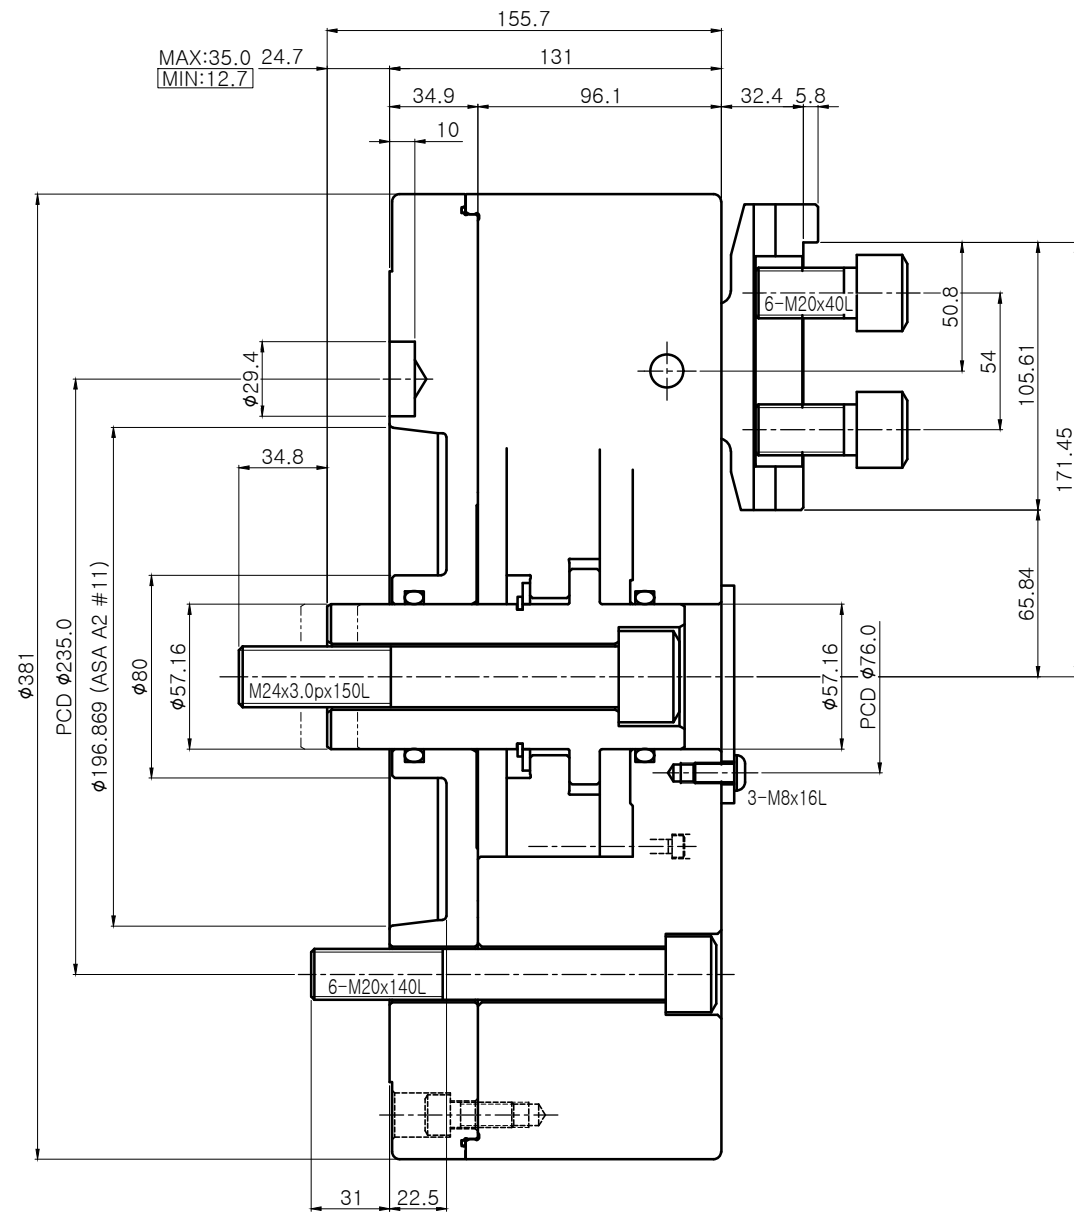 155.7
MAX:35.0 24.7 131
MIN:12.7
34.9 96.1 32.4 5.8
10
6-M20x40L
50.8
54
105.61
171.45
65.84
ϕ29.4
34.8
ϕ381
PCD ϕ235.0
ϕ196.869 (ASA A2 #11)
ϕ80
ϕ57.16
M24x3.0px150L
ϕ57.16
PCD ϕ76.0
3-M8x16L
6-M20x140L
31 22.5